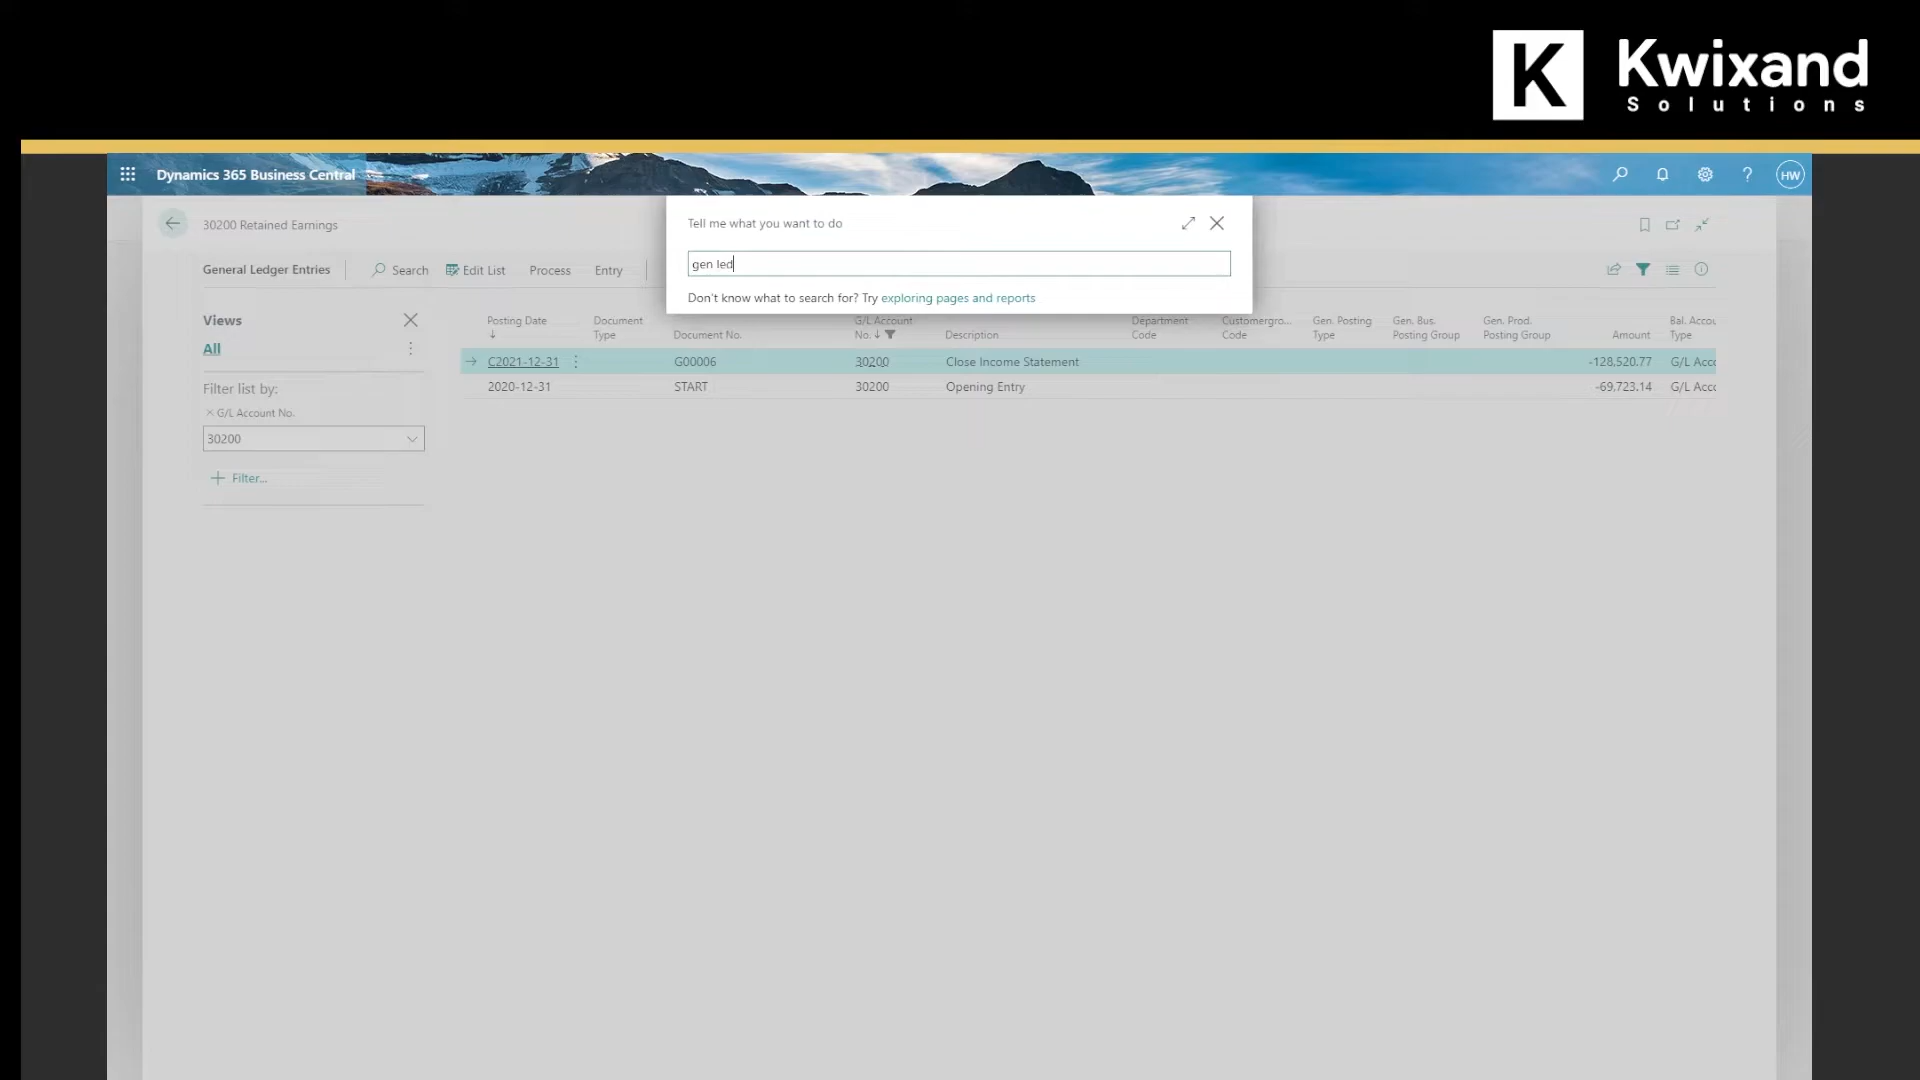 K Kwixand
Solutions
Dynamics 365 Business Central
HW
30200 Retained Earnings
Tell me what you want to do
gen led
Don't know what to search for? Try exploring pages and reports
General Ledger Entries Search Edit List Process Entry
Views
All
Filter list by:
G/L Account No.
30200
Filter...
Posting Date Document Type Document No. G/L Account No. Description Department Code Customergro... Code Gen. Posting Type Gen. Bus. Posting Group Gen. Prod. Posting Group Amount Bal. Accou Type
C2021-12-31 G00006 30200 Close Income Statement -128,520.77 G/L Acco
2020-12-31 START 30200 Opening Entry -69,723.14 G/L Acco